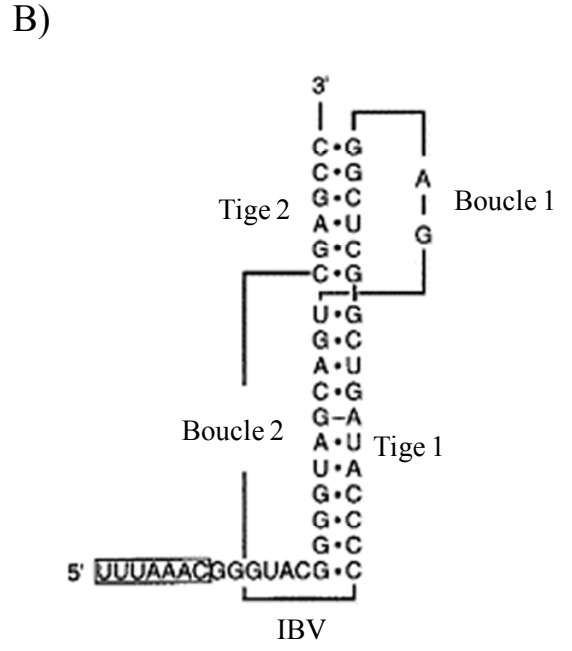 B)
3'
C•G
C•G
A
G•C
Tige 2
Boucle 1
A•U
G
G•C
C•G
U•G
G•C
A•U
C•G
G–A
Boucle 2
A•U
Tige 1
U•A
G•C
G•C
G•C
5' UUUAAACGGGUACG•C
IBV